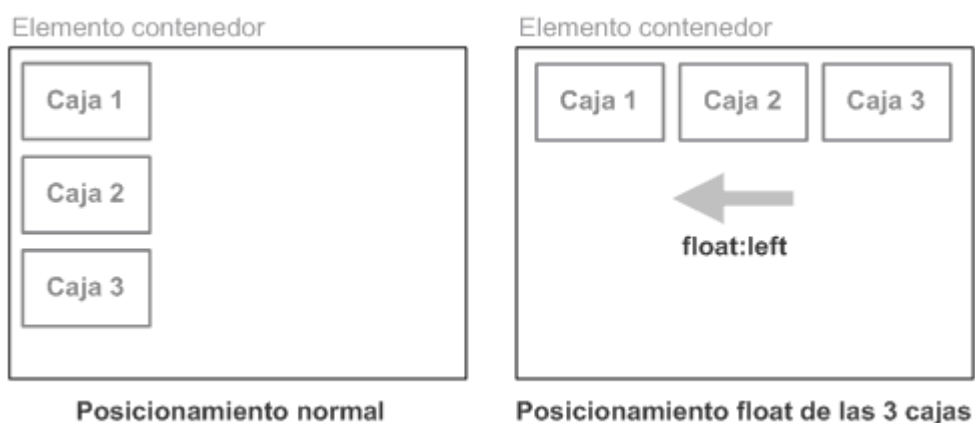 Elemento contenedor
Caja 1
Caja 2
Caja 3
Posicionamiento normal
Elemento contenedor
Caja 1 Caja 2 Caja 3
float:left
Posicionamiento float de las 3 cajas